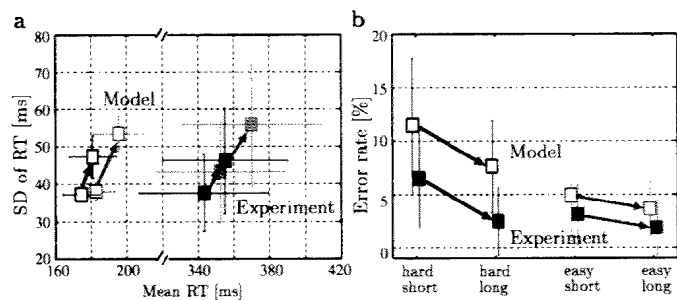 a
SD of RT [ms]
80
70
60
50
40
30
20
Model
Experiment
160
200
340
380
420
Mean RT [ms]
b
Error rate [%]
20
15
10
5
0
Model
Experiment
hard short
hard long
easy short
easy long